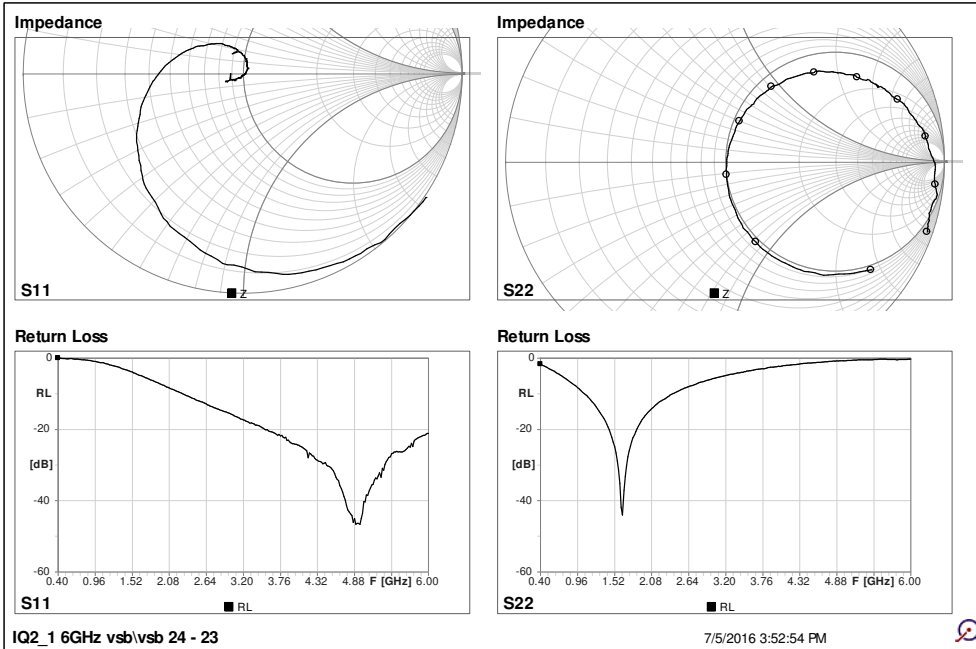 Impedance
S11
Z
Impedance
S22
Z
Return Loss
0
RL
-20
[dB]
-40
-60
0.40 0.96 1.52 2.08 2.64 3.20 3.76 4.32 4.88 F [GHz] 6.00
S11
RL
Return Loss
0
RL
-20
[dB]
-40
-60
0.40 0.96 1.52 2.08 2.64 3.20 3.76 4.32 4.88 F [GHz] 6.00
S22
RL
IQ2_1 6GHz vsb\vsb 24 - 23
7/5/2016 3:52:54 PM